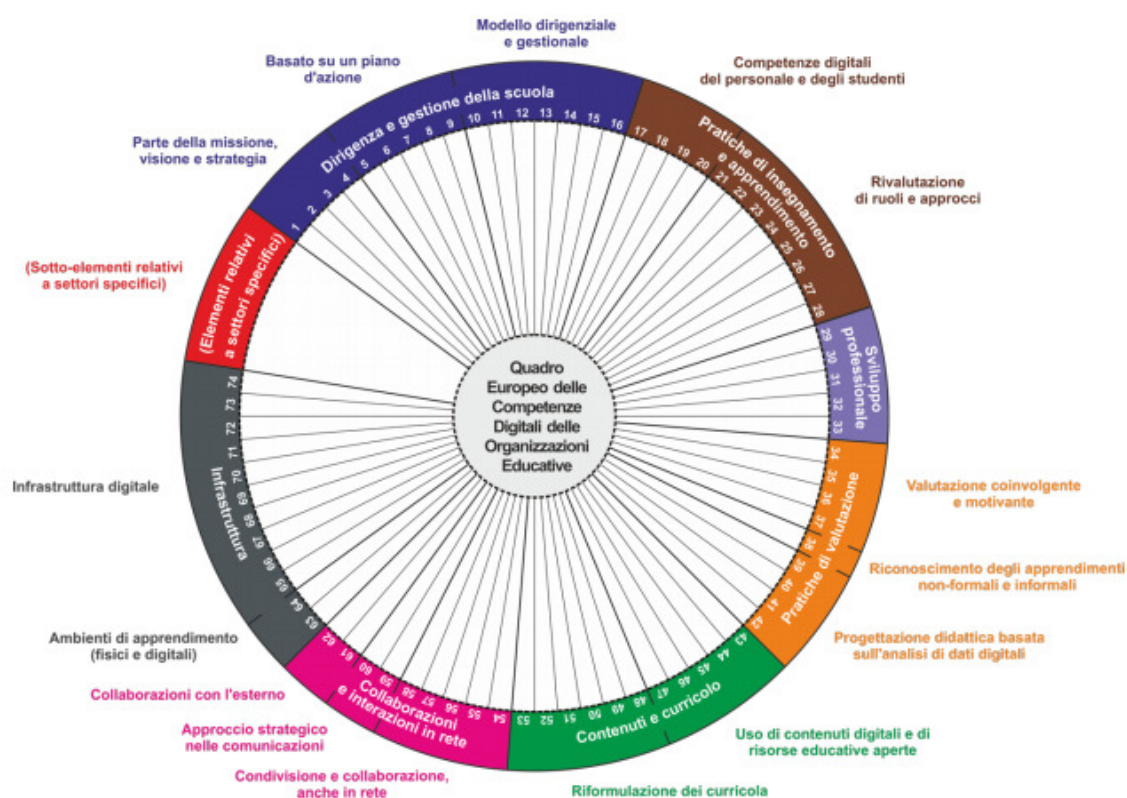 Modello dirigenziale
e gestionale
Basato su un piano
d'azione
Parte della missione,
visione e strategia
Dirigenza e gestione della scuola
1 2 3 4 5 6 7 8 9 10 11 12 13 14 15 16
Competenze digitali
del personale e degli studenti
Rivalutazione
di ruoli e approcci
Pratiche di insegnamento
e apprendimento
17 18 19 20 21 22 23 24 25 26 27 28
Sviluppo
professionale
29 30 31 32 33
Valutazione coinvolgente
e motivante
Riconoscimento degli apprendimenti
non-formali e informali
Progettazione didattica basata
sull'analisi di dati digitali
Pratiche di valutazione
34 35 36 37 38 39 40 41 42
Uso di contenuti digitali e di
risorse educative aperte
Riformulazione dei curricola
Contenuti e curricolo
43 44 45 46 47 48 49 50 51 52 53
Condivisione e collaborazione,
anche in rete
Approccio strategico
nelle comunicazioni
Collaborazioni con l'esterno
Collaborazioni
e interazioni in rete
54 55 56 57 58 59 60 61 62
Ambienti di apprendimento
(fisici e digitali)
Infrastruttura digitale
Infrastruttura
63 64 65 66 67 68 69 70 71 72 73 74
(Sotto-elementi relativi
a settori specifici)
(Elementi relativi
a settori specifici)
Quadro
Europeo delle
Competenze
Digitali delle
Organizzazioni
Educative